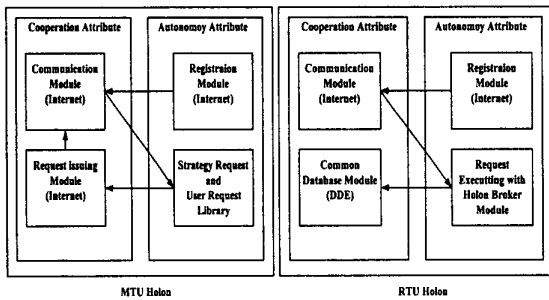 Cooperation Attribute
Autonomoy Attribute
Communication
Module
(Internet)
Registraion
Module
(Internet)
Request Issuing
Module
(Internet)
Strategy Request
and
User Request
Library
MTU Holon
Cooperation Attribute
Autonomoy Attribute
Communication
Module
(Internet)
Registraion
Module
(Internet)
Common
Database Module
(DDE)
Request
Executting with
Holon Broker
Module
RTU Holon